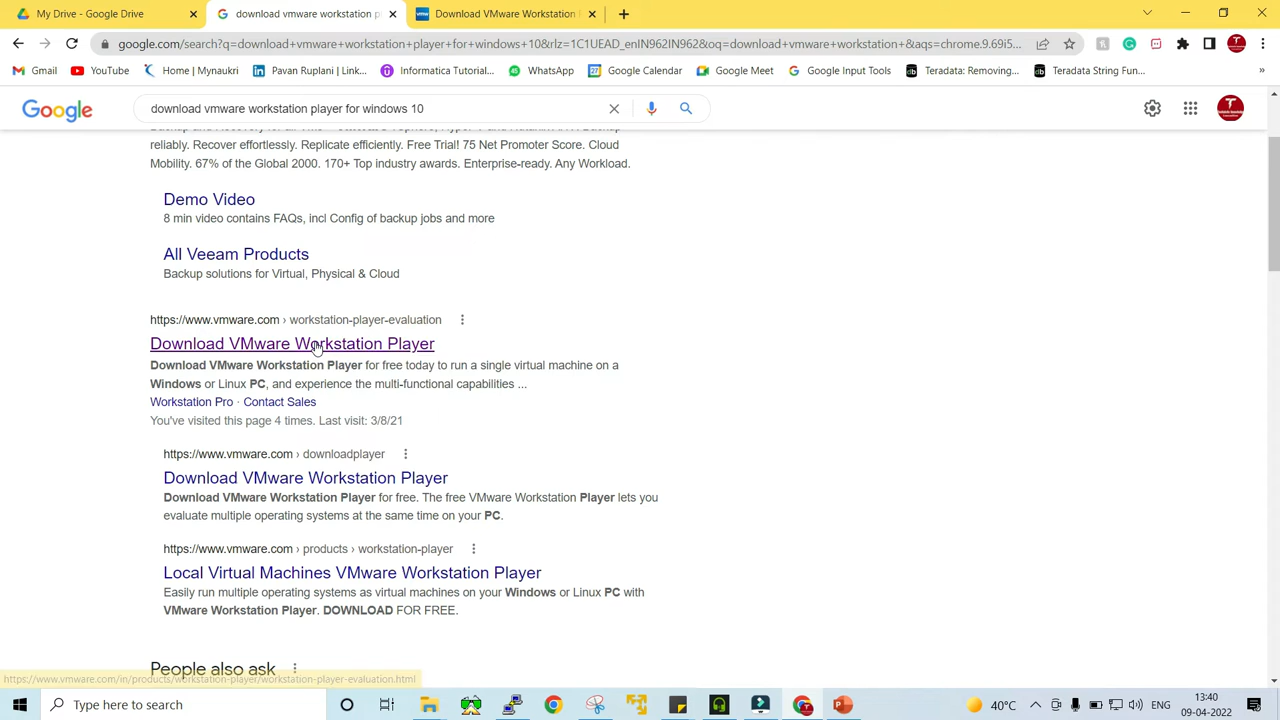 My Drive - Google Drive
download vmware workstation p
Download VMware Workstation
google.com/search?q=download+vmware+workstation+player+for+windows+10&rlz=1C1UEAD_enIN962IN962&oq=download+vmware+workstation+&aqs=chrome.9.69i5...
Gmail
YouTube
Home | Mynaukri
Pavan Ruplani | Link...
Informatica Tutorial...
WhatsApp
Google Calendar
Google Meet
Google Input Tools
Teradata: Removing...
Teradata String Fun...
»
Google
download vmware workstation player for windows 10
reliably. Recover effortlessly. Replicate efficiently. Free Trial! 75 Net Promoter Score. Cloud
Mobility. 67% of the Global 2000. 170+ Top industry awards. Enterprise-ready. Any Workload.
Demo Video
8 min video contains FAQs, incl Config of backup jobs and more
All Veeam Products
Backup solutions for Virtual, Physical & Cloud
https://www.vmware.com › workstation-player-evaluation
Download VMware Workstation Player
Download VMware Workstation Player for free today to run a single virtual machine on a
Windows or Linux PC, and experience the multi-functional capabilities ...
Workstation Pro · Contact Sales
You've visited this page 4 times. Last visit: 3/8/21
https://www.vmware.com › downloadplayer
Download VMware Workstation Player
Download VMware Workstation Player for free. The free VMware Workstation Player lets you
evaluate multiple operating systems at the same time on your PC.
https://www.vmware.com › products › workstation-player
Local Virtual Machines VMware Workstation Player
Easily run multiple operating systems as virtual machines on your Windows or Linux PC with
VMware Workstation Player. DOWNLOAD FOR FREE.
People also ask
https://www.vmware.com/in/products/workstation-player/workstation-player-evaluation.html
Type here to search
40°C
ENG
13:40
09-04-2022